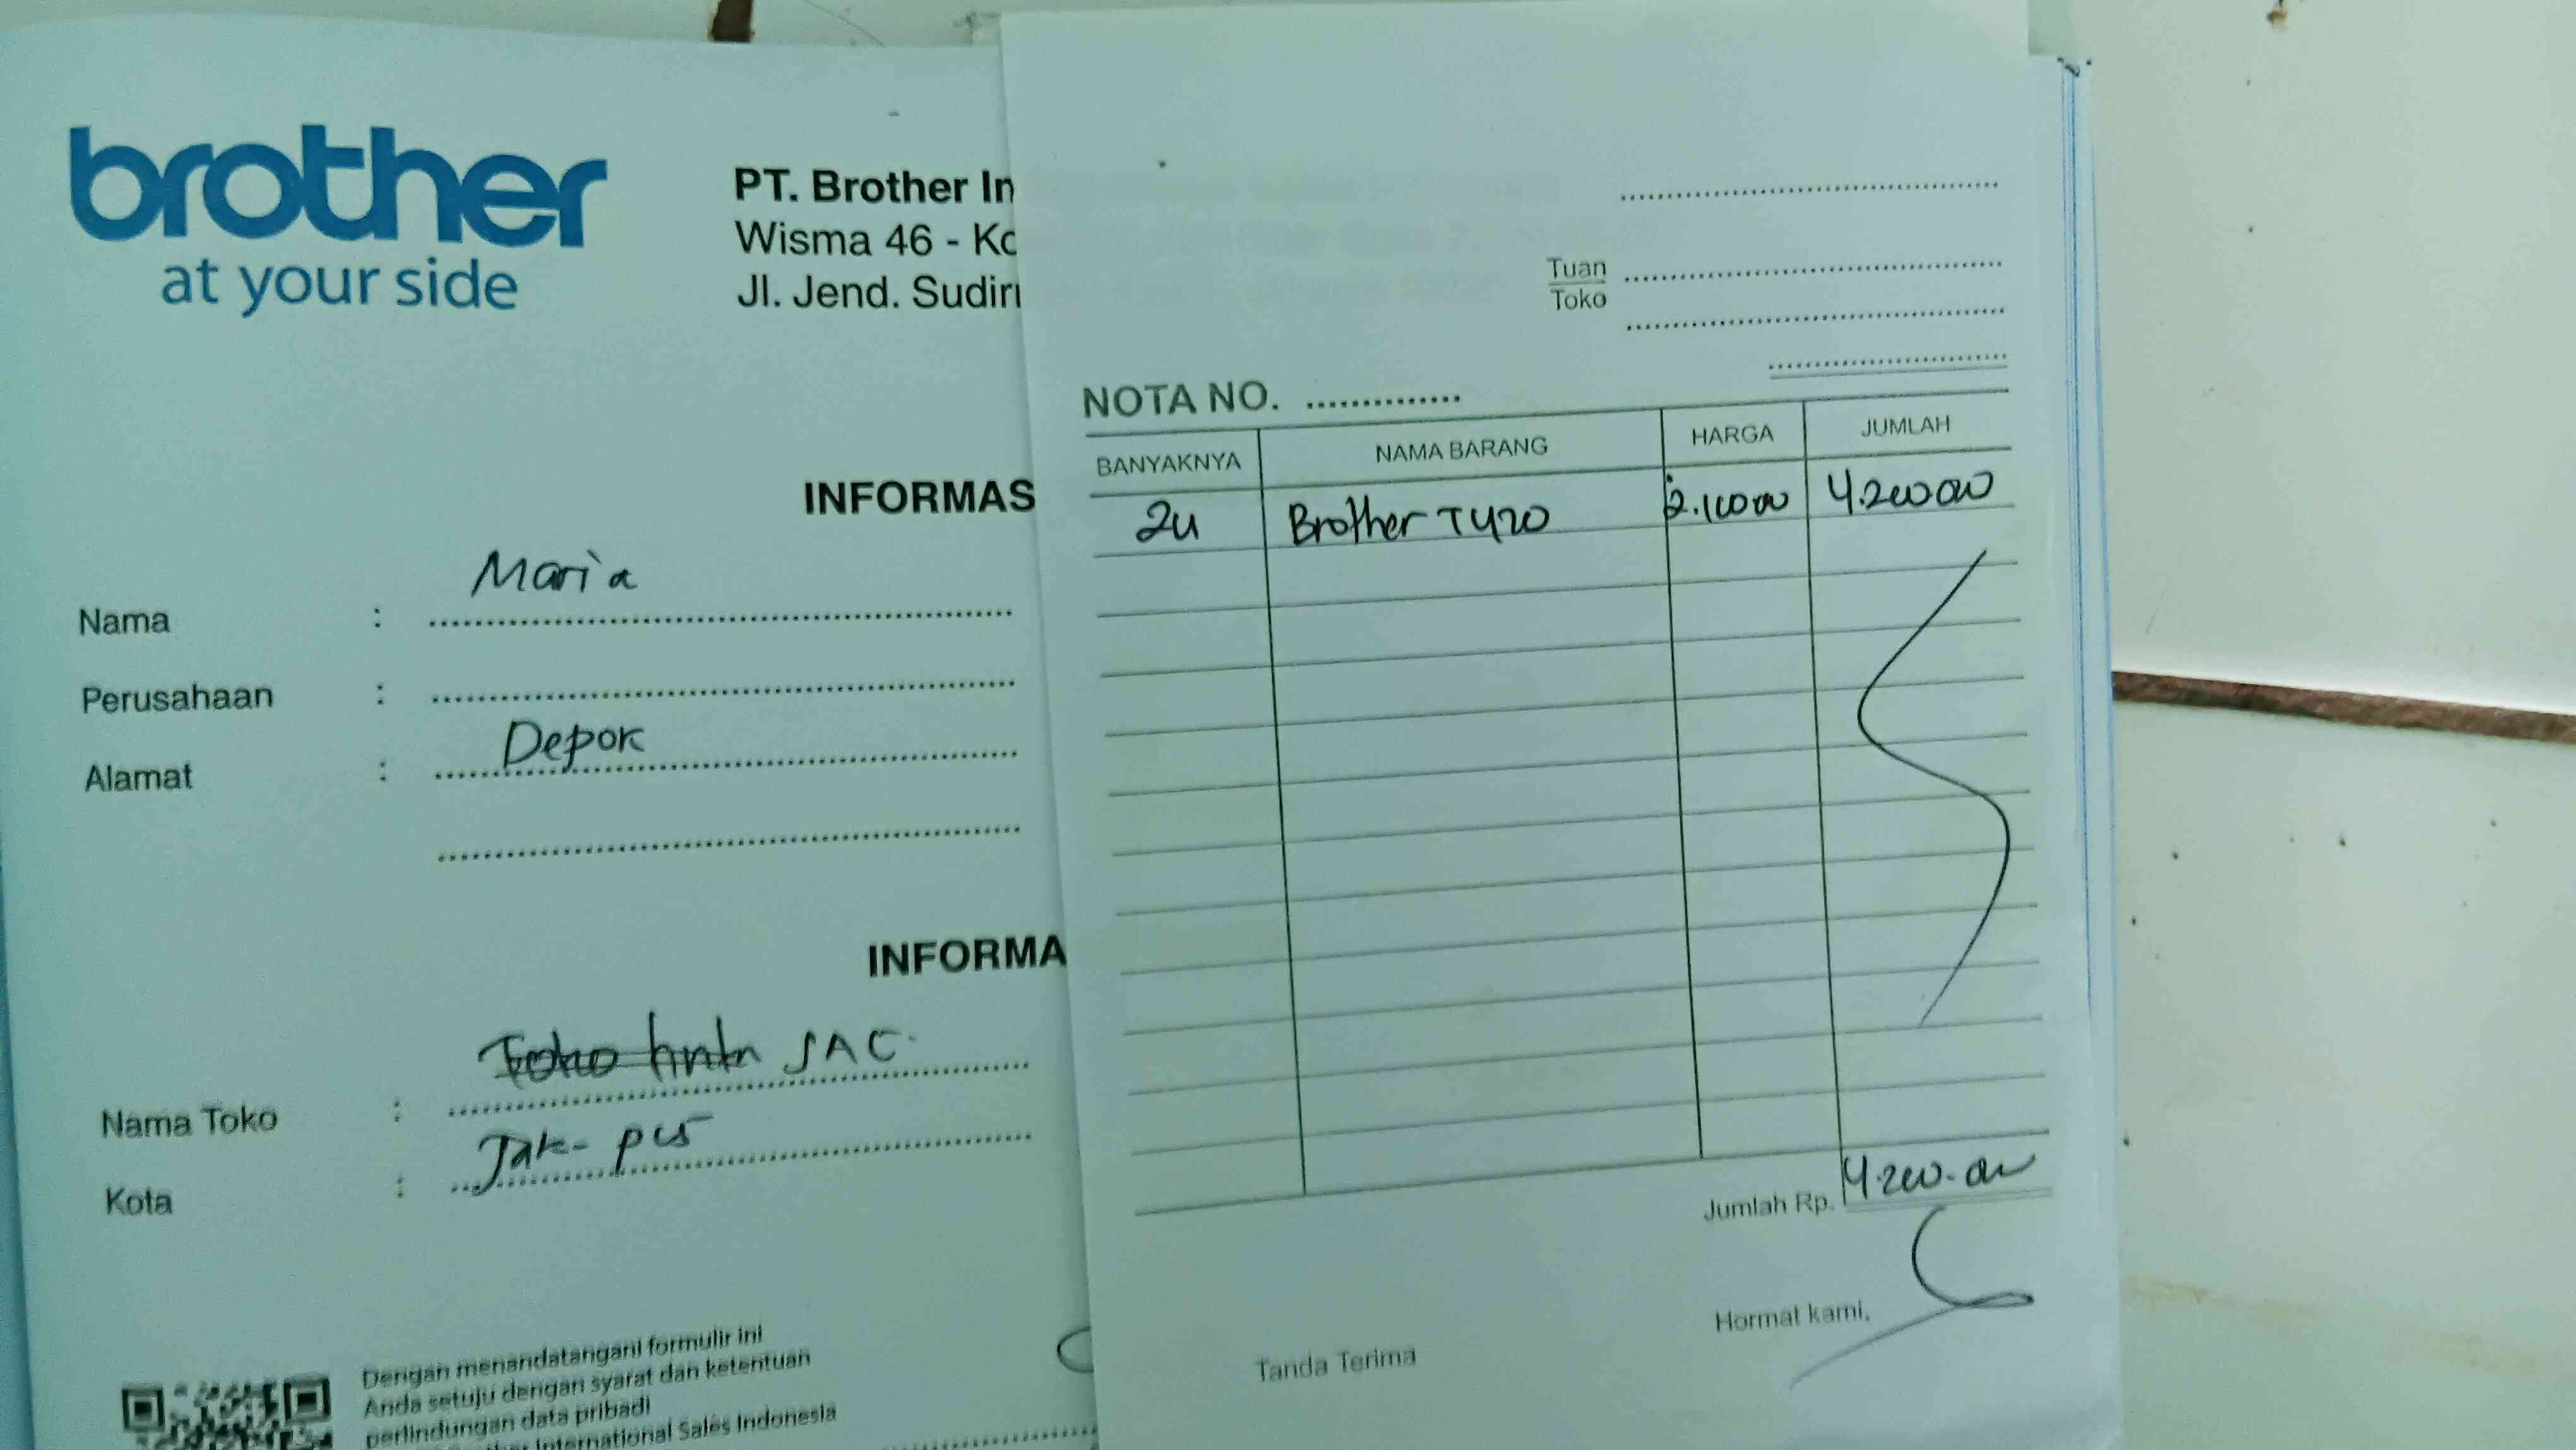 brother
at your side
PT. Brother In
Wisma 46 - Ko
Jl. Jend. Sudir
INFORMAS
Nama : Maria
Perusahaan :
Alamat : Depok
INFORMA
Nama Toko : Toko SAC.
Kota : Jak-pus
Dengan menandatangani formulir ini
Anda setuju dengan syarat dan ketentuan
perlindungan data pribadi
International Sales Indonesia
Tuan
Toko
NOTA NO.
BANYAKNYA NAMA BARANG HARGA JUMLAH
2u Brother T420 2.100.000 4.200.000
Jumlah Rp. 4.200.000
Hormat kami,
Tanda Terima